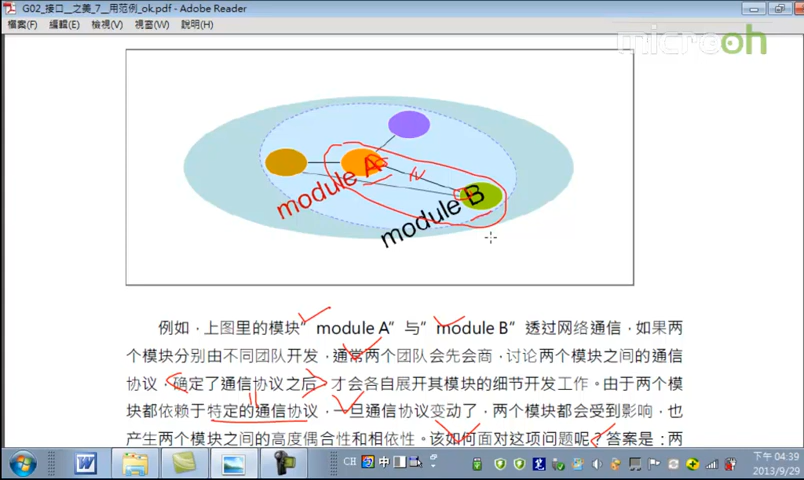 G02_接口__之美_7__用范例_ok.pdf - Adobe Reader
檔案(F) 編輯(E) 檢視(V) 視窗(W) 說明(H)
microoh
module A
module B
例如，上图里的模块“ module A” 与“ module B” 透过网络通信，如果两
个模块分别由不同团队开发，通常两个团队会先会商，讨论两个模块之间的通信
协议，确定了通信协议之后，才会各自展开其模块的细节开发工作。由于两个模
块都依赖于特定的通信协议，一旦通信协议变动了，两个模块都会受到影响，也
产生两个模块之间的高度偶合性和相依性。该如何面对这项问题呢？答案是：两
CH 中
下午 04:39
2013/9/29